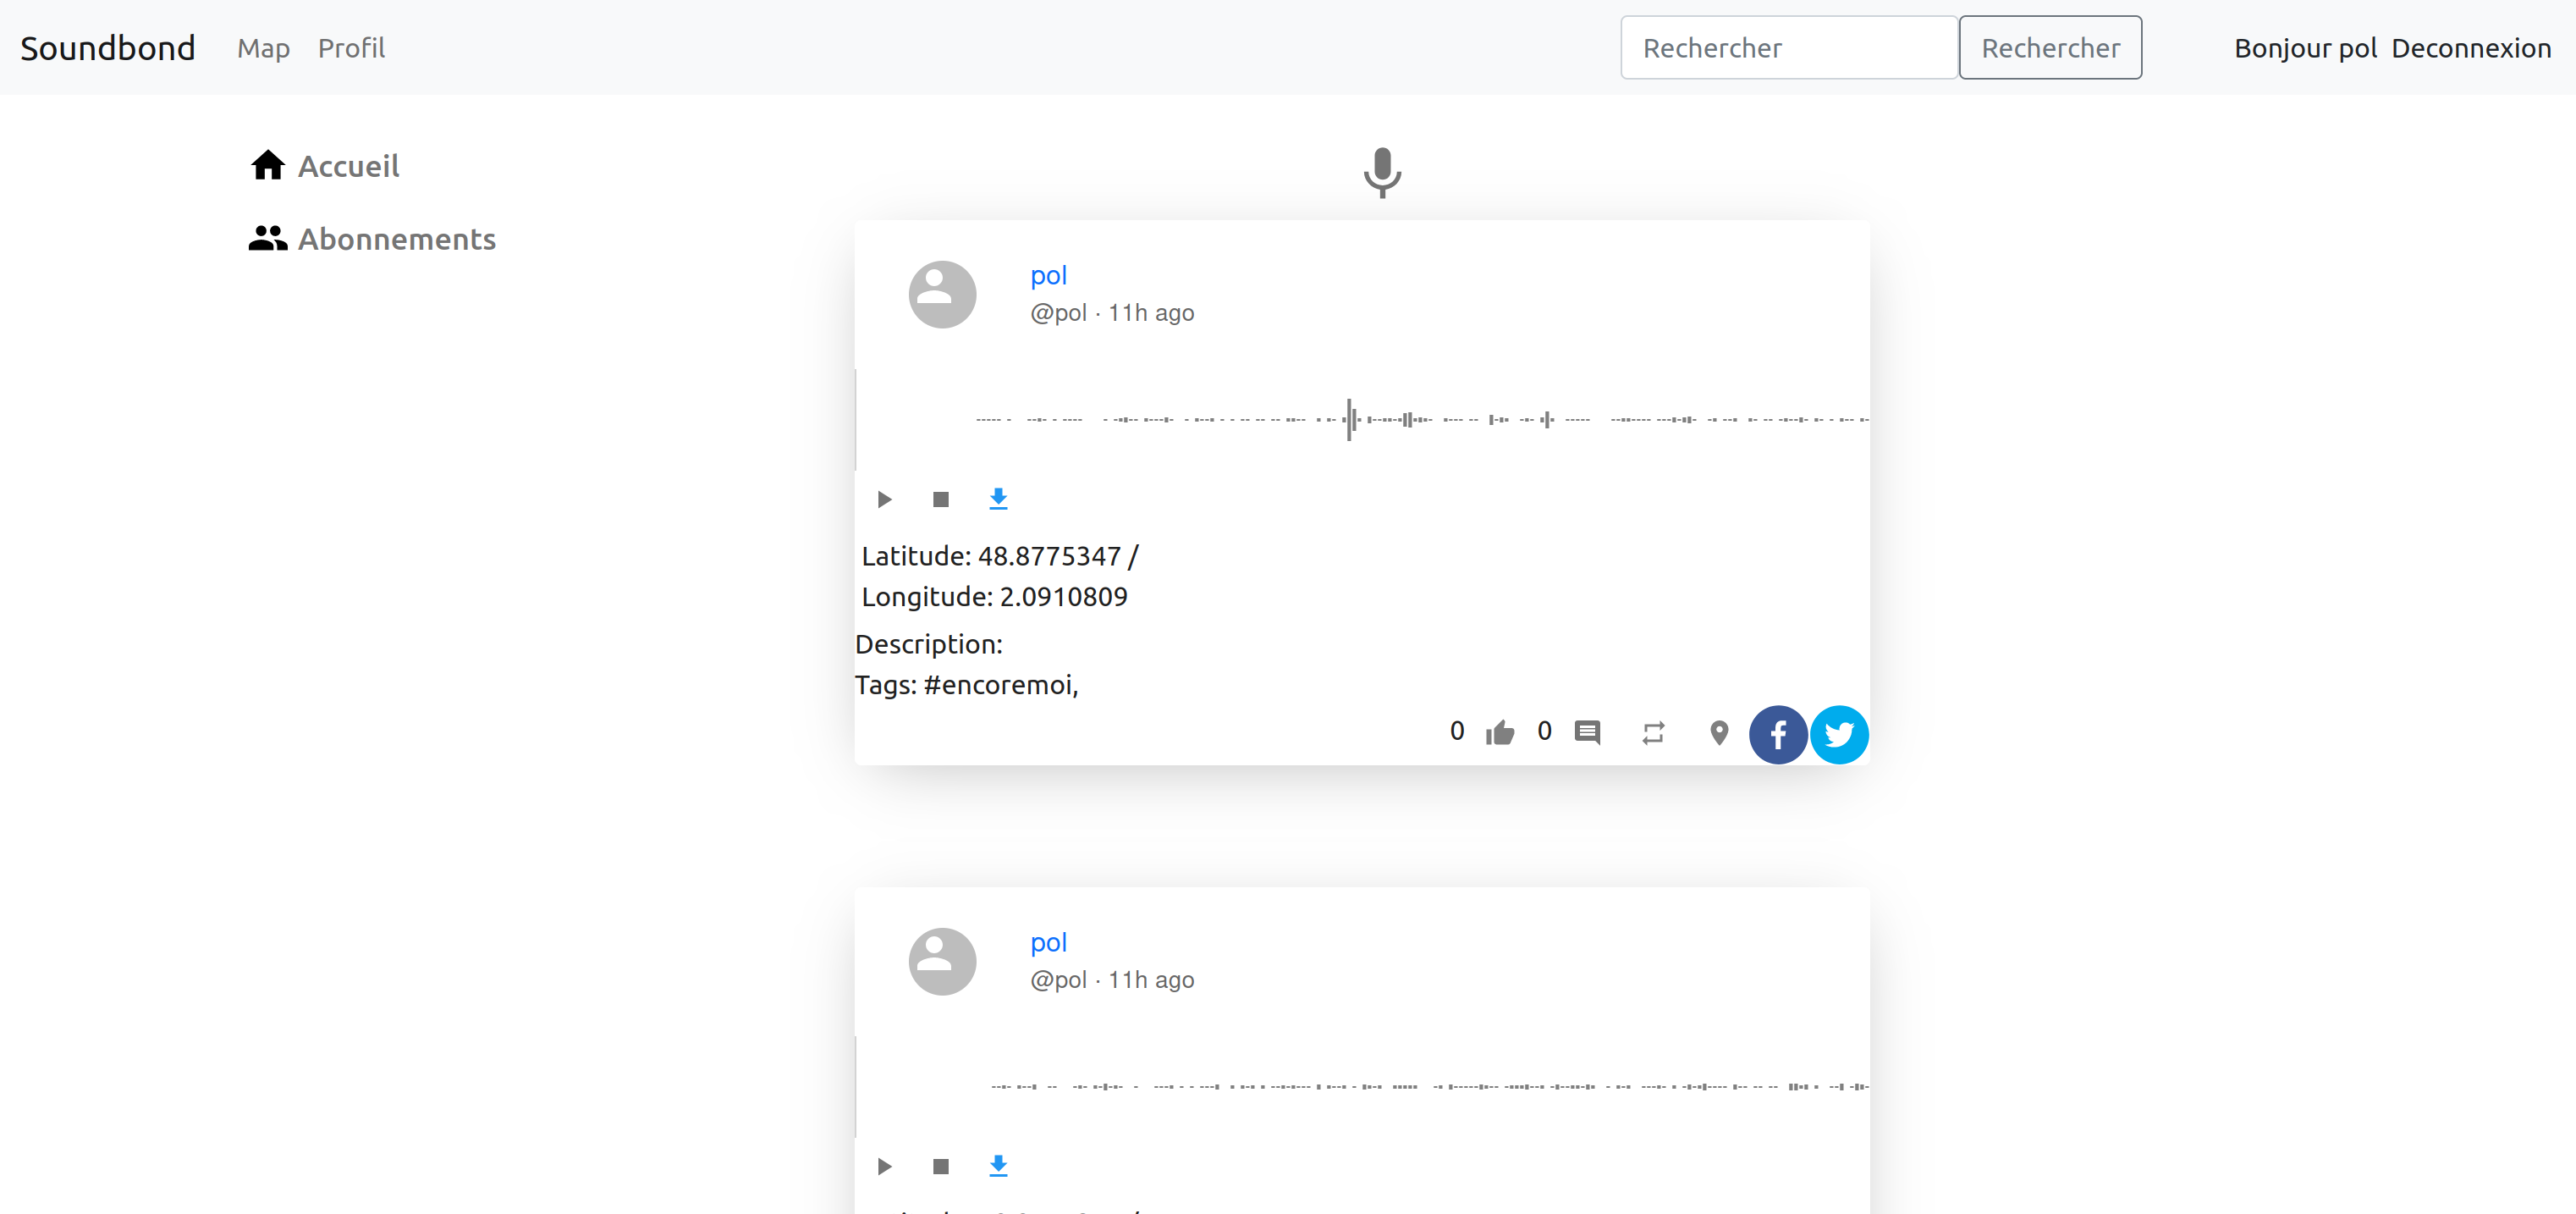 Soundbond Map Profil Rechercher Rechercher Bonjour pol Deconnexion
Accueil
Abonnements
pol
@pol · 11h ago
Latitude: 48.8775347 /
Longitude: 2.0910809
Description:
Tags: #encoremoi,
0 0
pol
@pol · 11h ago